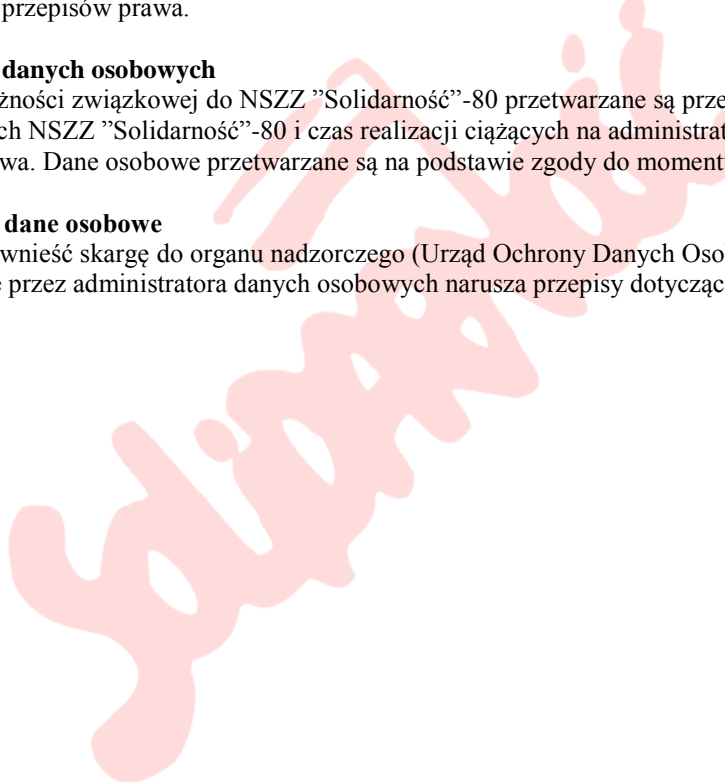 przepisów prawa.
danych osobowych
żności związkowej do NSZZ ”Solidarność”-80 przetwarzane są prze
ch NSZZ ”Solidarność”-80 i czas realizacji ciążących na administrat
wa. Dane osobowe przetwarzane są na podstawie zgody do moment
dane osobowe
wnieść skargę do organu nadzorczego (Urząd Ochrony Danych Oso
e przez administratora danych osobowych narusza przepisy dotycząc
Solidarność